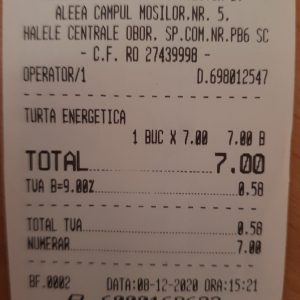 ALEEA CAMPUL MOSILOR.NR. 5,
HALELE CENTRALE OBOR. SP.COM.NR.PB6 SC
- C.F. RO 27439998 -
OPERATOR/1 D.698012547
TURTA ENERGETICA
1 BUC X 7.00 7.00 B
TOTAL 7.00
TVA B=9.00% 0.58
TOTAL TVA 0.58
NUMERAR 7.00
BF.0002 DATA:08-12-2020 ORA:15:21